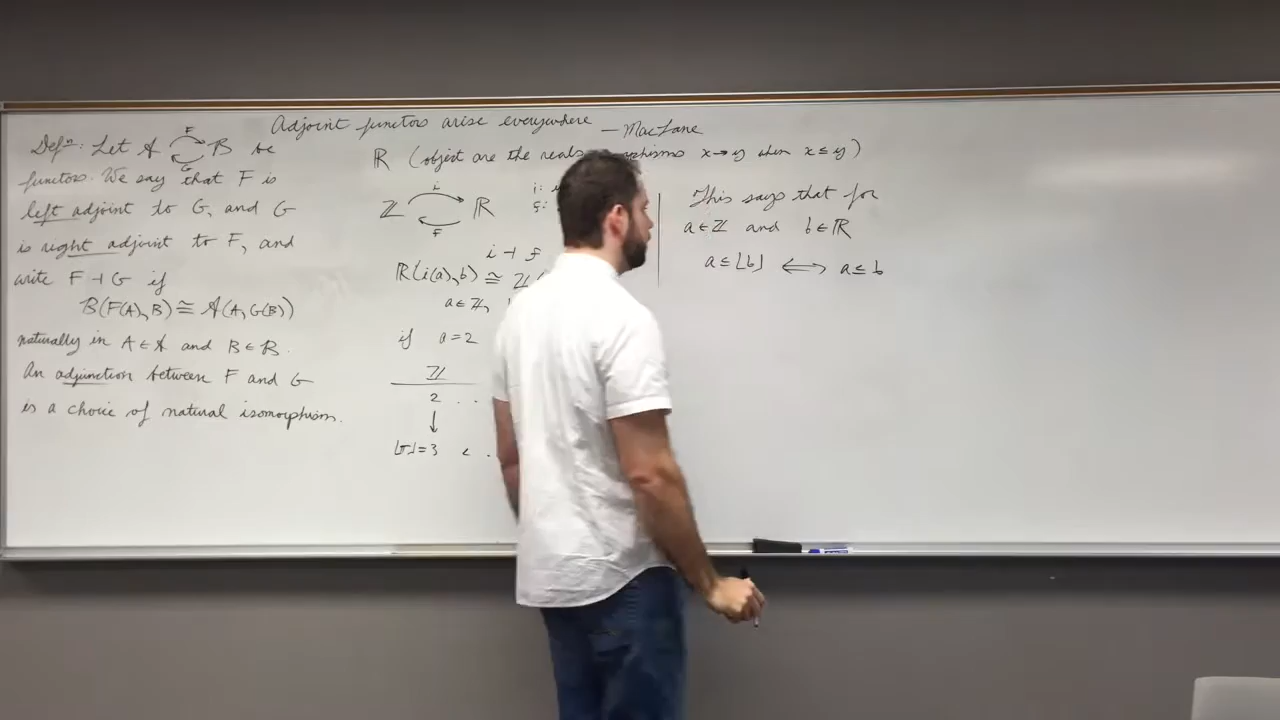 Adjoint functors arise everywhere — MacLane
Defⁿ: Let 𝒜 F G ℬ be
functors. We say that F is
left adjoint to G, and G
is right adjoint to F, and
write F ⊣ G if
ℬ(F(A), B) ≅ 𝒜(A, G(B))
naturally in A ∈ 𝒜 and B ∈ ℬ.
An adjunction between F and G
is a choice of natural isomorphism.
ℝ (object are the reals x → y when x ≤ y)
ℤ i f ℝ
i:
f:
i ⊣ f
ℝ(i(a), b) ≅ ℤ(
a ∈ ℤ,
if a = 2
ℤ
2 . .
↓
= 3
This says that for
a ∈ ℤ and b ∈ ℝ
a ≤ ⌊b⌋ ⟺ a ≤ b